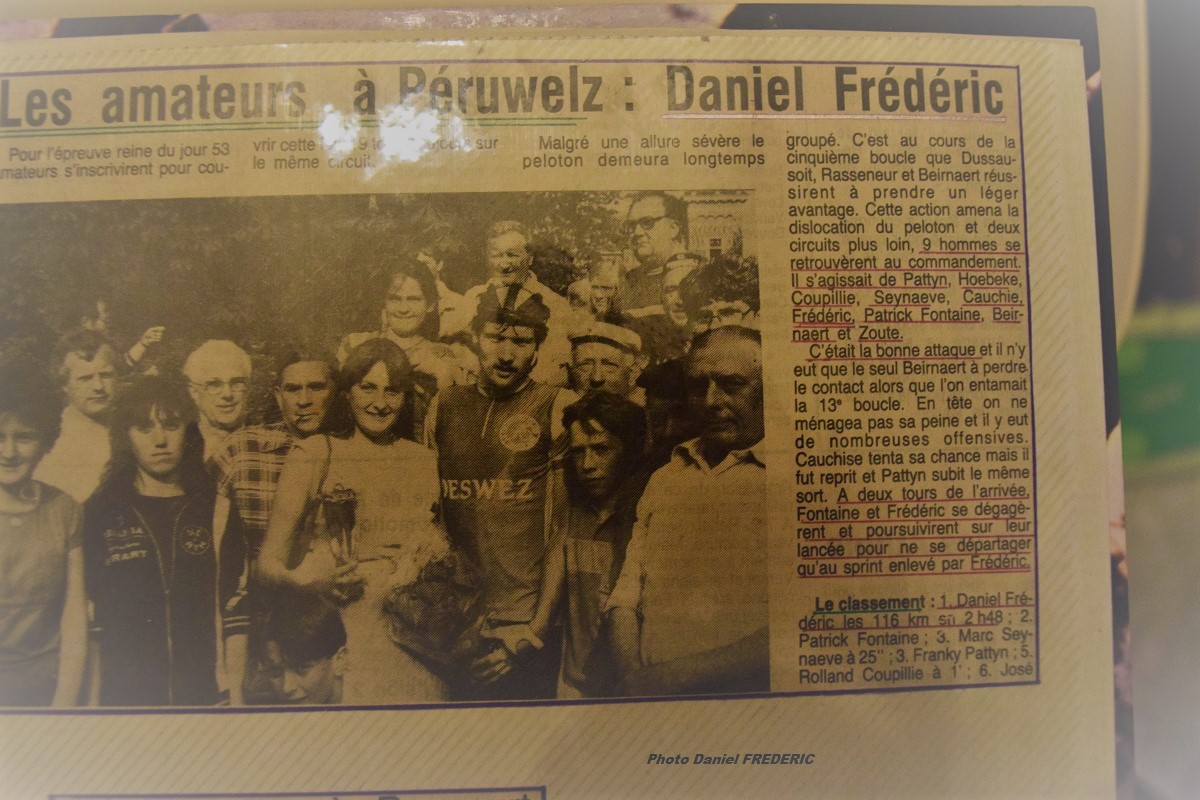 Les amateurs à Péruwelz : Daniel Frédéric
Pour l'épreuve reine du jour 53
amateurs s'inscrivirent pour cou-
vrir cette sur
le même circuit.
Malgré une allure sévère le
peloton demeura longtemps
groupé. C'est au cours de la
cinquième boucle que Dussau-
soit, Rasseneur et Beirnaert réus-
sirent à prendre un léger
avantage. Cette action amena la
dislocation du peloton et deux
circuits plus loin, 9 hommes se
retrouvèrent au commandement.
Il s'agissait de Pattyn, Hoebeke,
Coupillie, Seynaeve, Cauchie,
Frédéric, Patrick Fontaine, Beir-
naert et Zoute.
C'était la bonne attaque et il n'y
eut que le seul Beirnaert à perdre
le contact alors que l'on entamait
la 13e boucle. En tête on ne
ménagea pas sa peine et il y eut
de nombreuses offensives.
Cauchise tenta sa chance mais il
fut reprit et Pattyn subit le même
sort. A deux tours de l'arrivée,
Fontaine et Frédéric se dégagè-
rent et poursuivirent sur leur
lancée pour ne se départager
qu'au sprint enlevé par Frédéric.
Le classement : 1. Daniel Fré-
déric les 116 km en 2 h48 ; 2.
Patrick Fontaine ; 3. Marc Sey-
naeve à 25" ; 3. Franky Pattyn ; 5.
Rolland Coupillie à 1' ; 6. José
DESWEZ
Photo Daniel FREDERIC